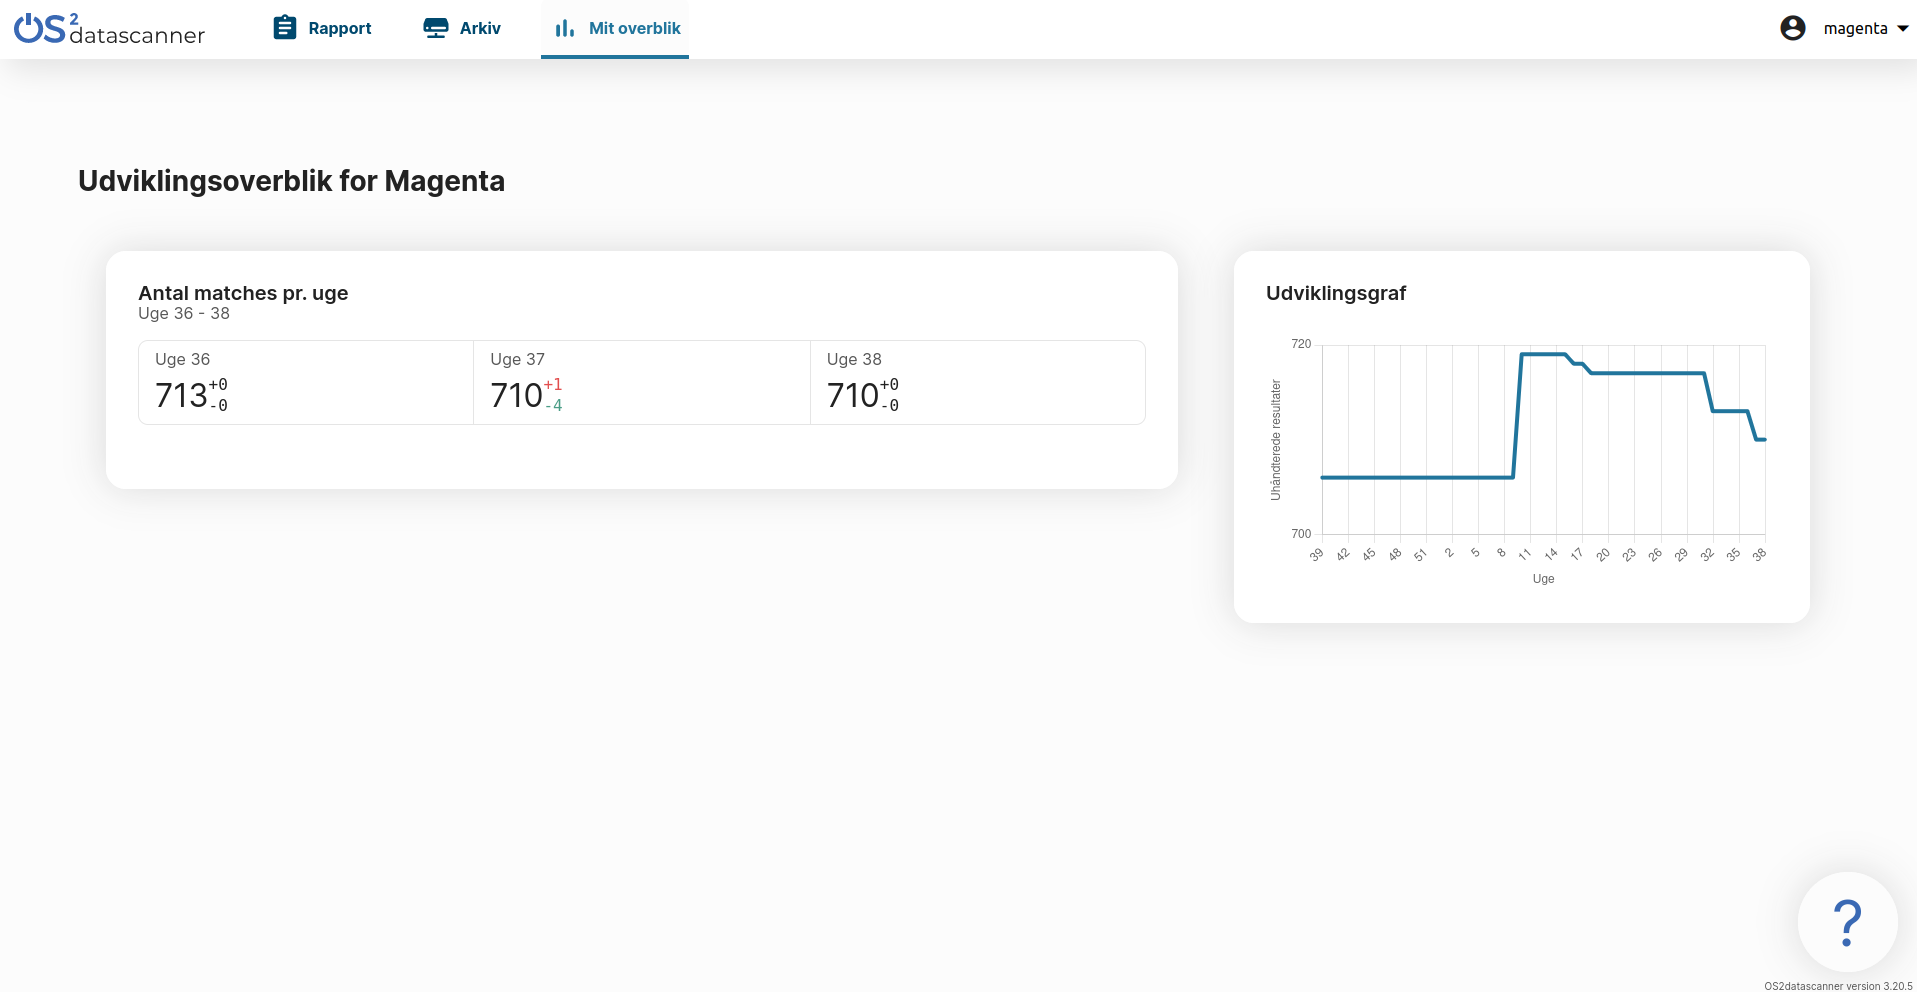 OS2datascanner
Rapport
Arkiv
Mit overblik
magenta
Udviklingsoverblik for Magenta
Antal matches pr. uge
Uge 36 - 38
Uge 36
713 +0 -0
Uge 37
710 +1 -4
Uge 38
710 +0 -0
Udviklingsgraf
720
700
Uhåndterede resultater
39 42 45 48 51 2 5 8 11 14 17 20 23 26 29 32 35 38
Uge
?
OS2datascanner version 3.20.5